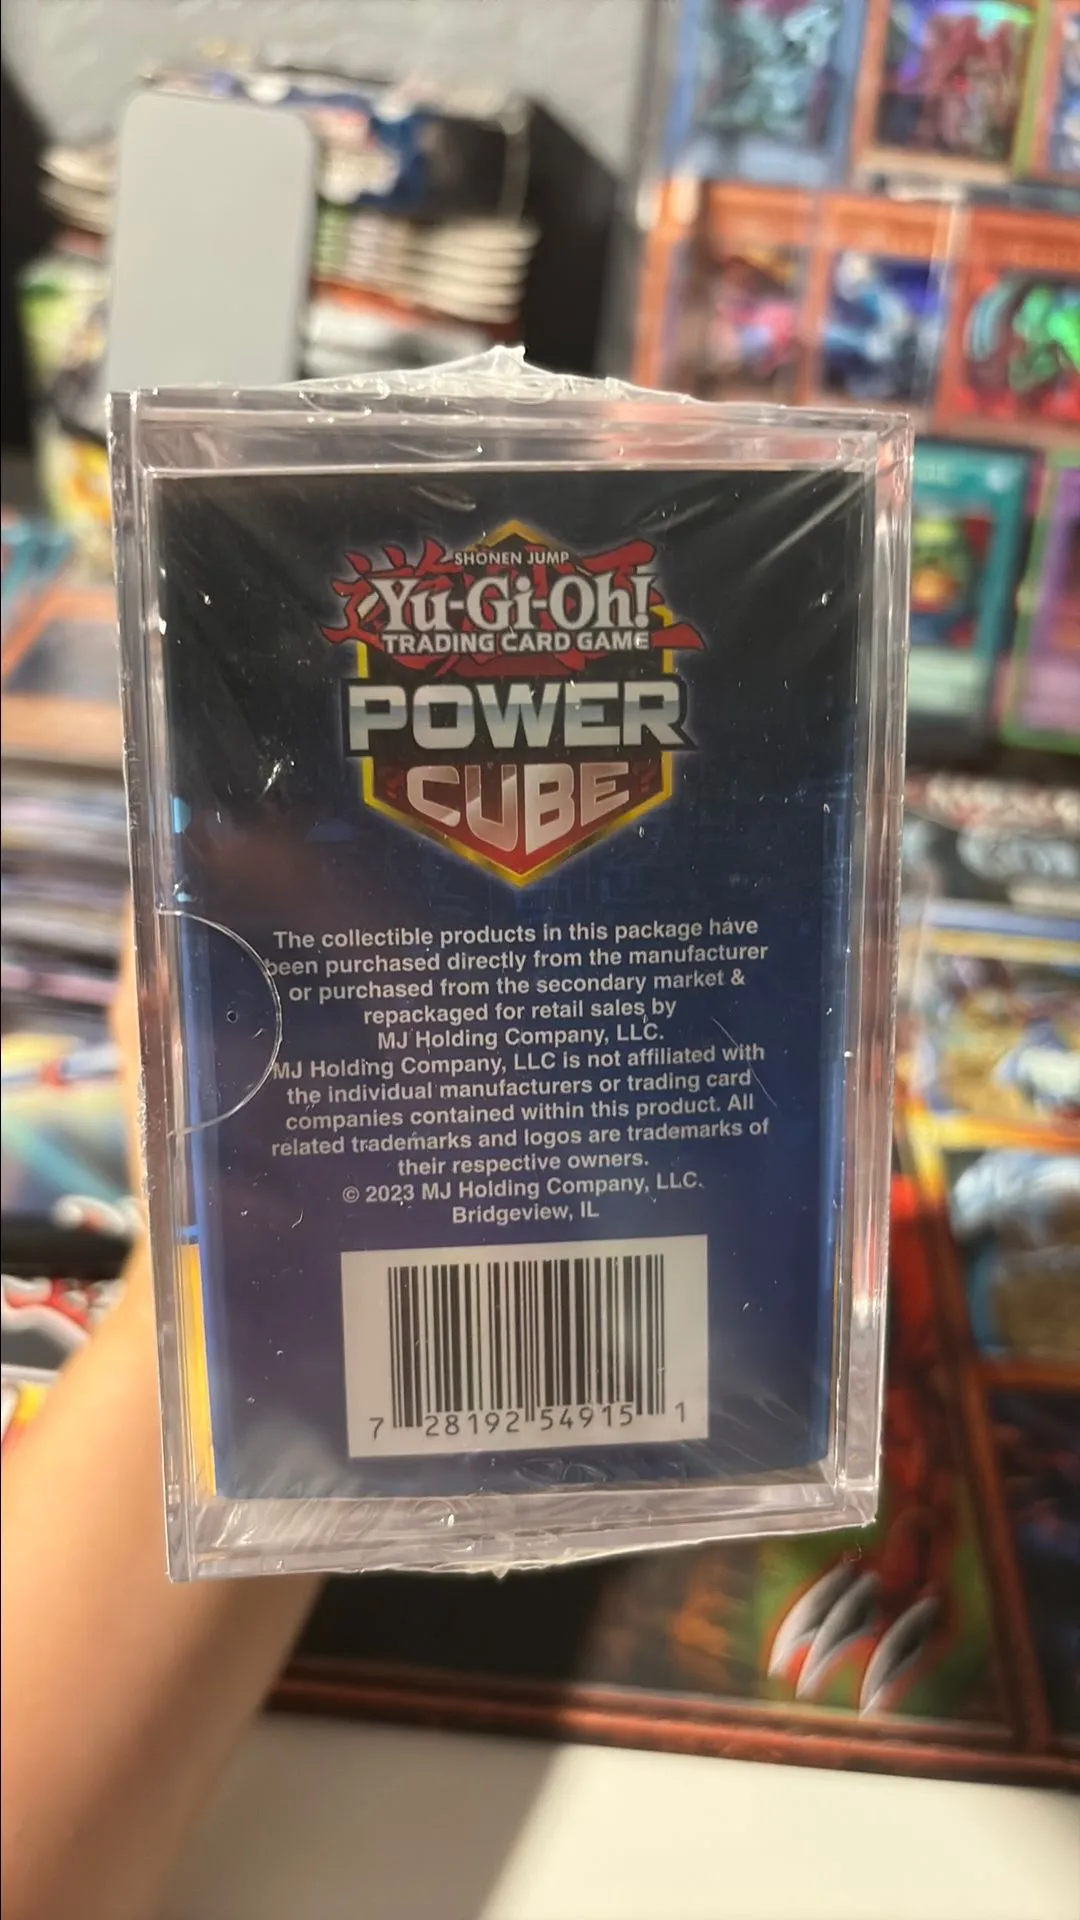 SHONEN JUMP
Yu-Gi-Oh!
TRADING CARD GAME
POWER
CUBE
The collectible products in this package have
been purchased directly from the manufacturer
or purchased from the secondary market &
repackaged for retail sales by
MJ Holding Company, LLC.
MJ Holding Company, LLC is not affiliated with
the individual manufacturers or trading card
companies contained within this product. All
related trademarks and logos are trademarks of
their respective owners.
© 2023 MJ Holding Company, LLC.
Bridgeview, IL
7 28192 54915 1